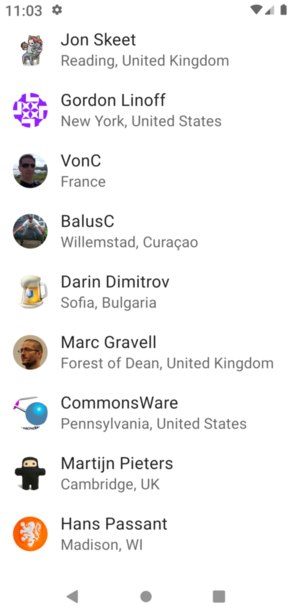 11:03
Jon Skeet
Reading, United Kingdom
Gordon Linoff
New York, United States
VonC
France
BalusC
Willemstad, Curaçao
Darin Dimitrov
Sofia, Bulgaria
Marc Gravell
Forest of Dean, United Kingdom
CommonsWare
Pennsylvania, United States
Martijn Pieters
Cambridge, UK
Hans Passant
Madison, WI